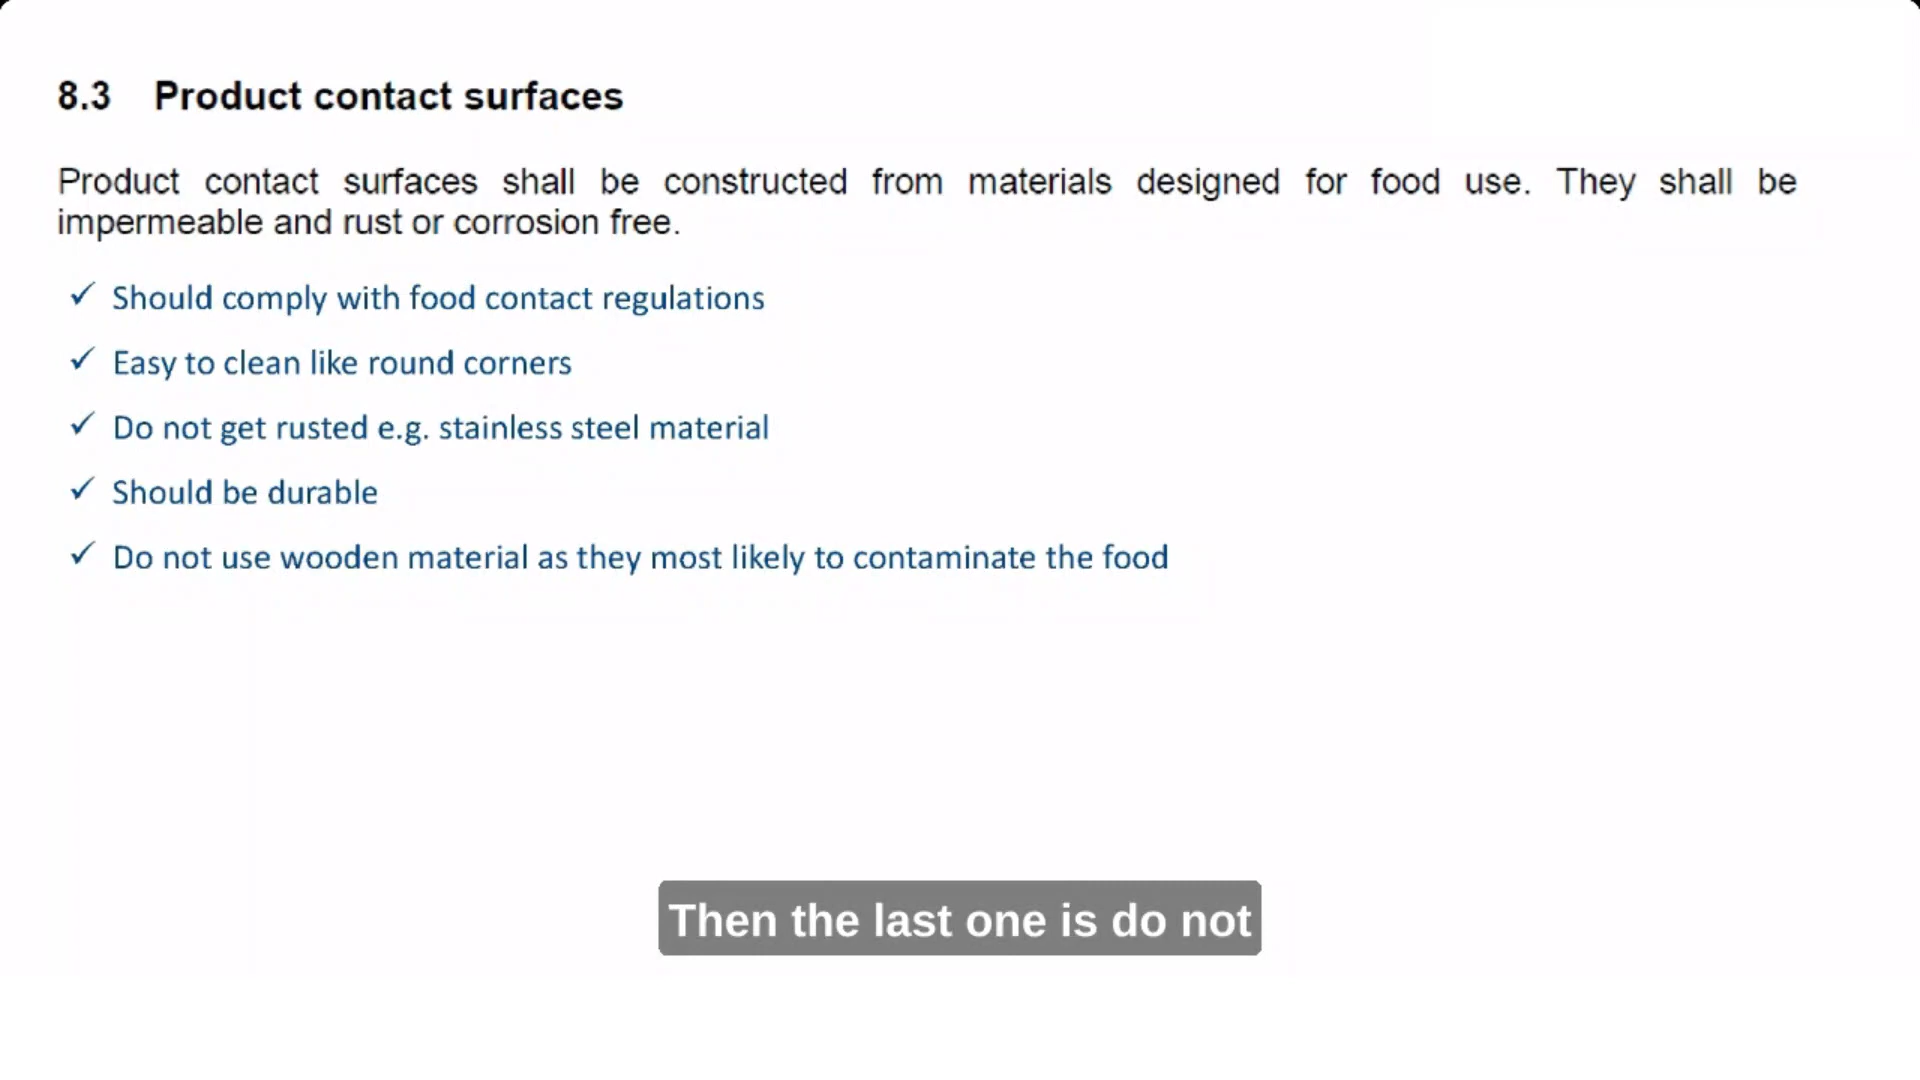 8.3 Product contact surfaces
Product contact surfaces shall be constructed from materials designed for food use. They shall be
impermeable and rust or corrosion free.
✓ Should comply with food contact regulations
✓ Easy to clean like round corners
✓ Do not get rusted e.g. stainless steel material
✓ Should be durable
✓ Do not use wooden material as they most likely to contaminate the food
Then the last one is do not